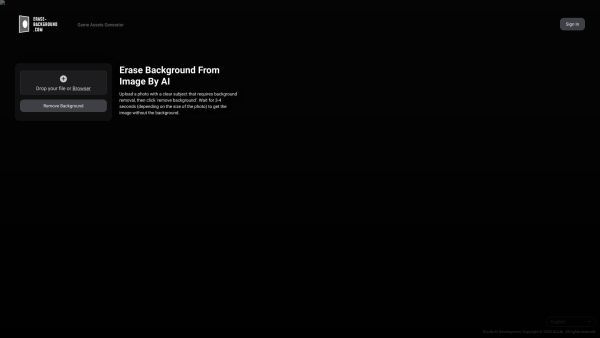 ERASE-
BACKGROUND
.COM
Game Assets Generator
Sign in
Drop your file or Browser
Remove Background
Erase Background From
Image By AI
Upload a photo with a clear subject that requires background
removal, then click 'remove background'. Wait for 3-4
seconds (depending on the size of the photo) to get the
image without the background.
English